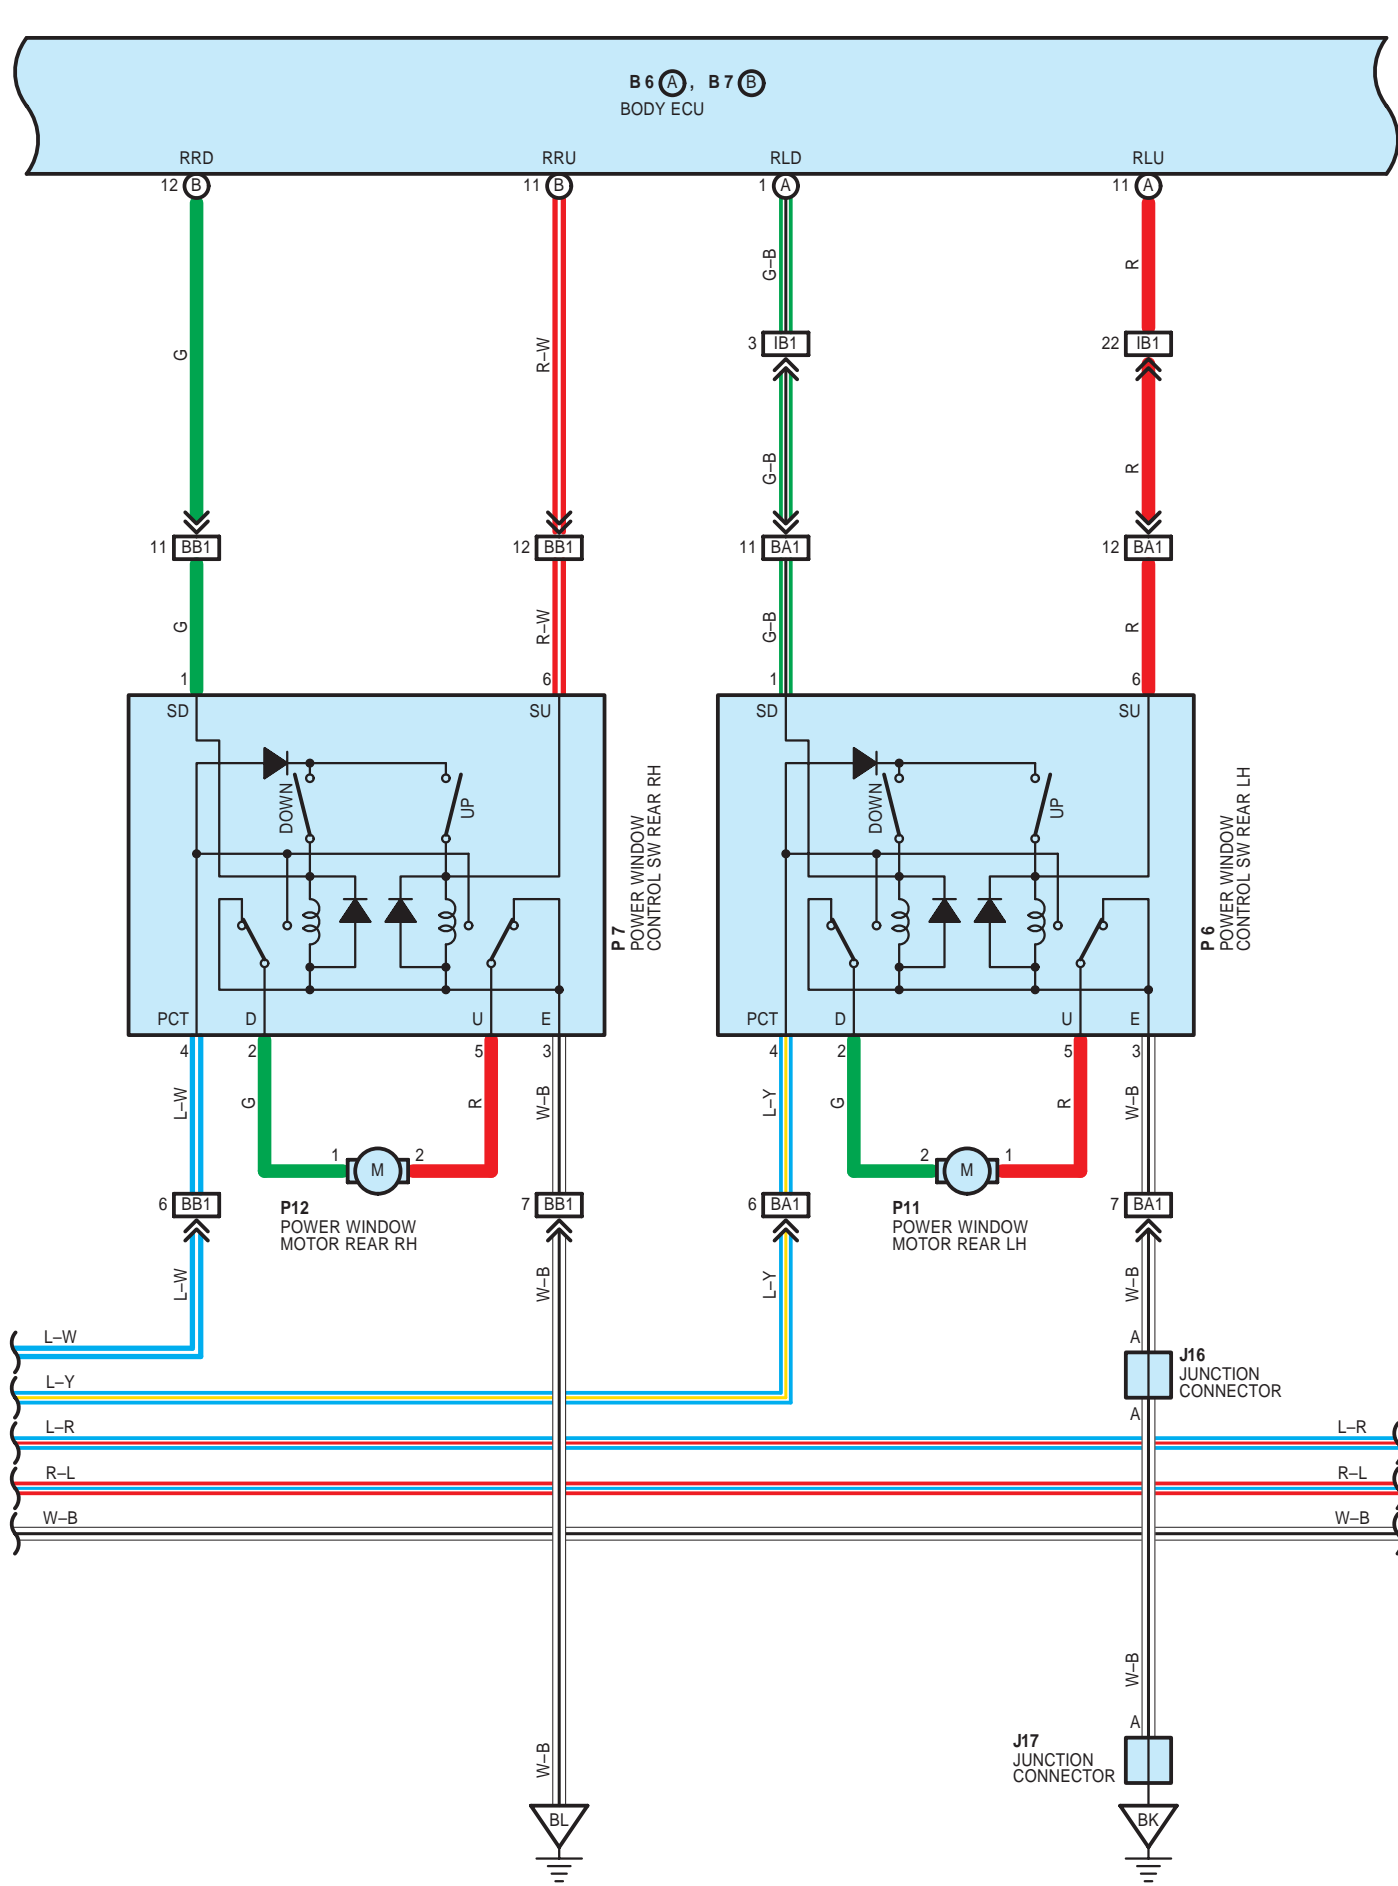 B 6 A , B 7 B
BODY ECU
RRD RRU RLD RLU
12 B 11 B 1 A 11 A
G–B R
3 IB1 22 IB1
G R–W
G–B R
11 BB1 12 BB1 11 BA1 12 BA1
G R–W G–B R
1 6 1 6
SD SU SD SU
DOWN UP DOWN UP
P 7
POWER WINDOW
CONTROL SW REAR RH
P 6
POWER WINDOW
CONTROL SW REAR LH
PCT D U E PCT D U E
4 2 5 3 4 2 5 3
L–W G R W–B L–Y G R W–B
1 M 2 2 M 1
6 BB1 7 BB1 6 BA1 7 BA1
P12
POWER WINDOW
MOTOR REAR RH
P11
POWER WINDOW
MOTOR REAR LH
L–W W–B L–Y W–B
L–W
A
J16
JUNCTION
CONNECTOR
A
L–Y
L–R L–R
R–L R–L
W–B W–B
W–B
A
J17
JUNCTION
CONNECTOR
W–B
BL BK